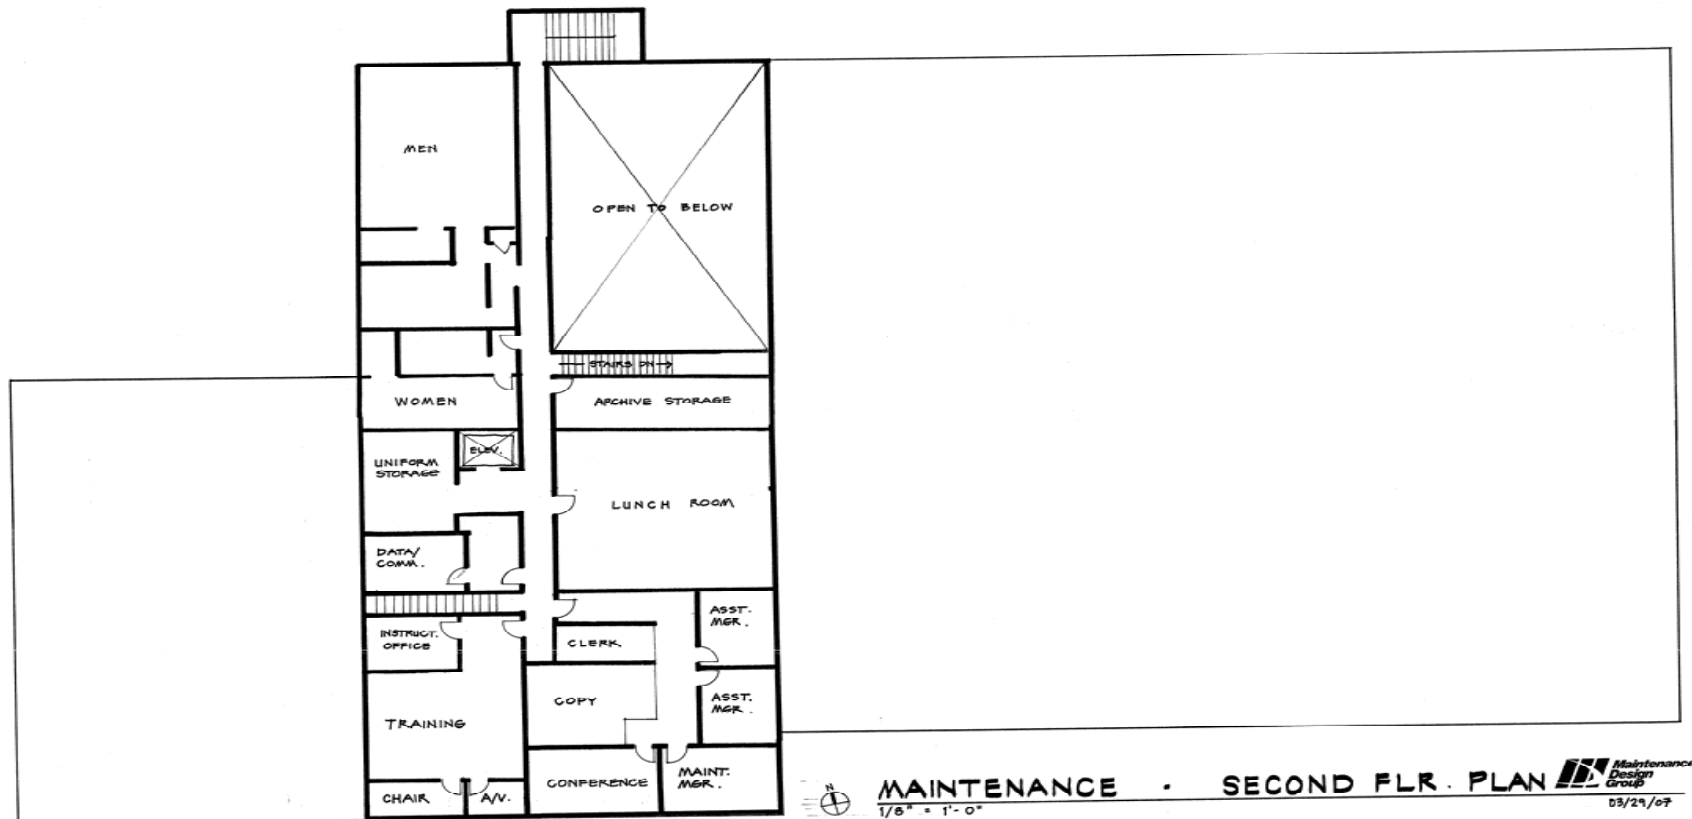 MEN
OPEN TO BELOW
STAIRS DN
WOMEN
ARCHIVE STORAGE
ELEV.
UNIFORM
STORAGE
LUNCH ROOM
DATA/
COMM.
ASST.
MGR.
INSTRUCT.
OFFICE
CLERK
COPY
ASST.
MGR.
TRAINING
CONFERENCE
MAINT.
MGR.
CHAIR
A/V.
N
MAINTENANCE · SECOND FLR. PLAN
1/8" = 1'-0"
Maintenance
Design
Group
03/29/07